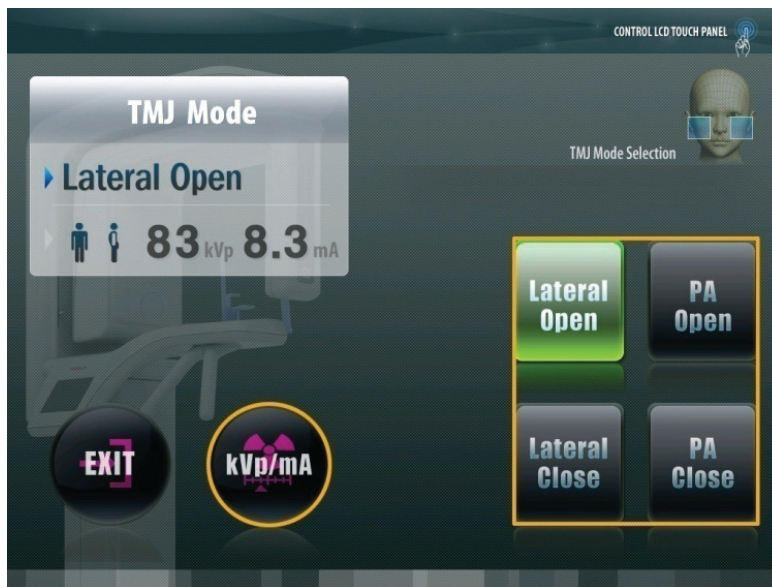 CONTROL LCD TOUCH PANEL
TMJ Mode
Lateral Open
83 kVp 8.3 mA
TMJ Mode Selection
Lateral
Open
PA
Open
Lateral
Close
PA
Close
EXIT
kVp/mA